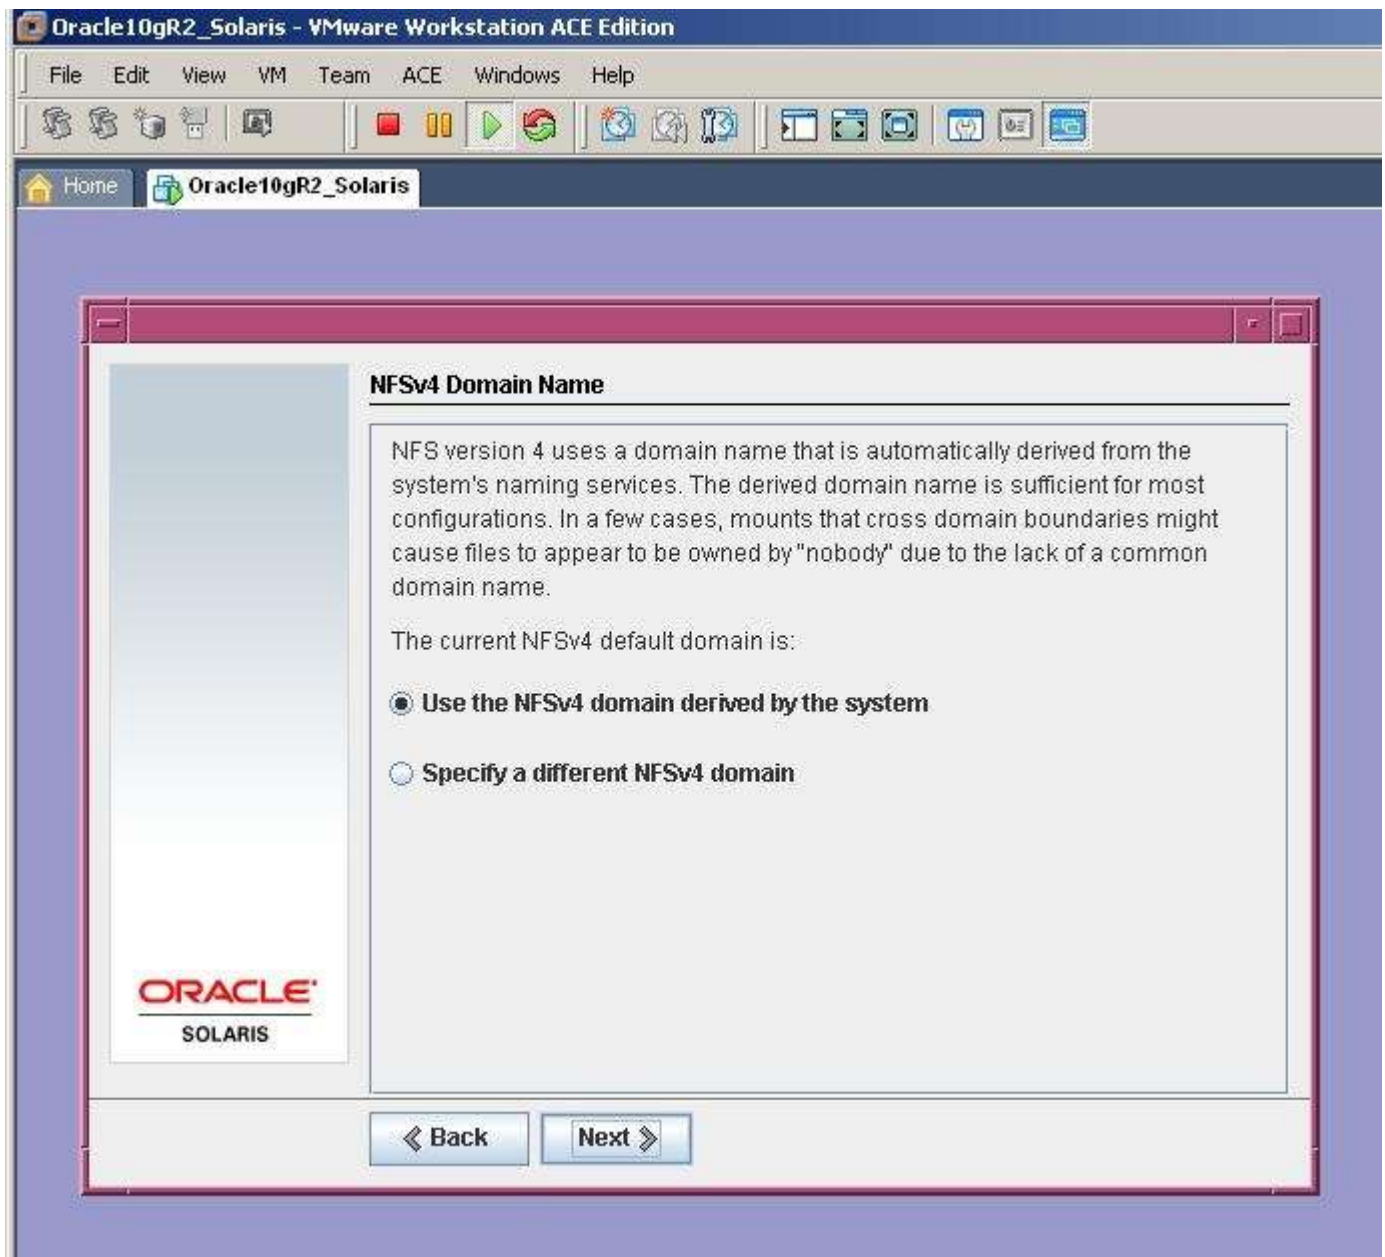 Oracle10gR2_Solaris - VMware Workstation ACE Edition
File Edit View VM Team ACE Windows Help
Home Oracle10gR2_Solaris
NFSv4 Domain Name
NFS version 4 uses a domain name that is automatically derived from the
system's naming services. The derived domain name is sufficient for most
configurations. In a few cases, mounts that cross domain boundaries might
cause files to appear to be owned by "nobody" due to the lack of a common
domain name.
The current NFSv4 default domain is:
Use the NFSv4 domain derived by the system
Specify a different NFSv4 domain
ORACLE
SOLARIS
Back Next